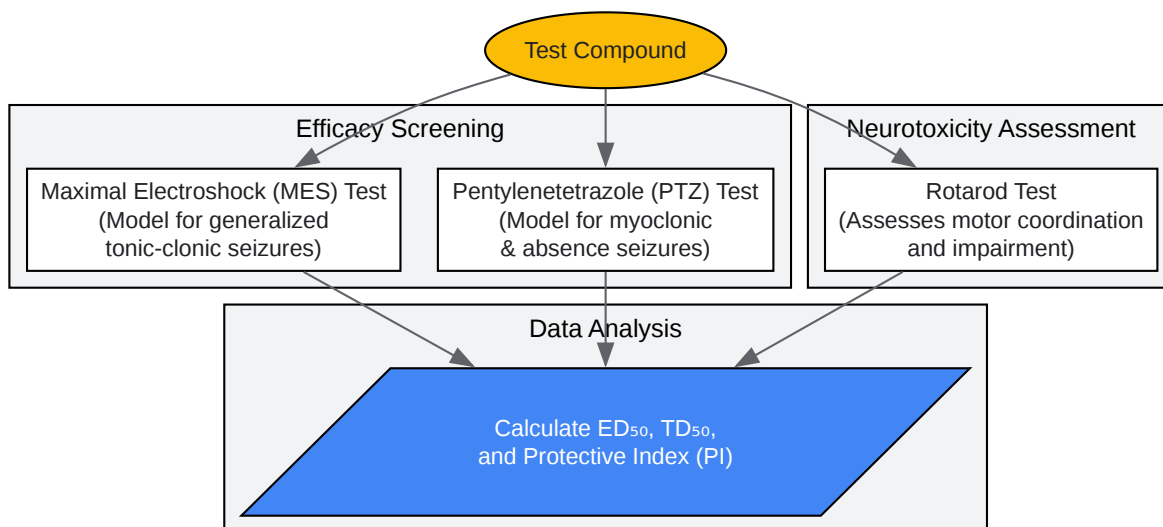 Test Compound
Efficacy Screening
Neurotoxicity Assessment
Maximal Electroshock (MES) Test
(Model for generalized
tonic-clonic seizures)
Pentylenetetrazole (PTZ) Test
(Model for myoclonic
& absence seizures)
Rotarod Test
(Assesses motor coordination
and impairment)
Data Analysis
Calculate ED₅₀, TD₅₀,
and Protective Index (PI)